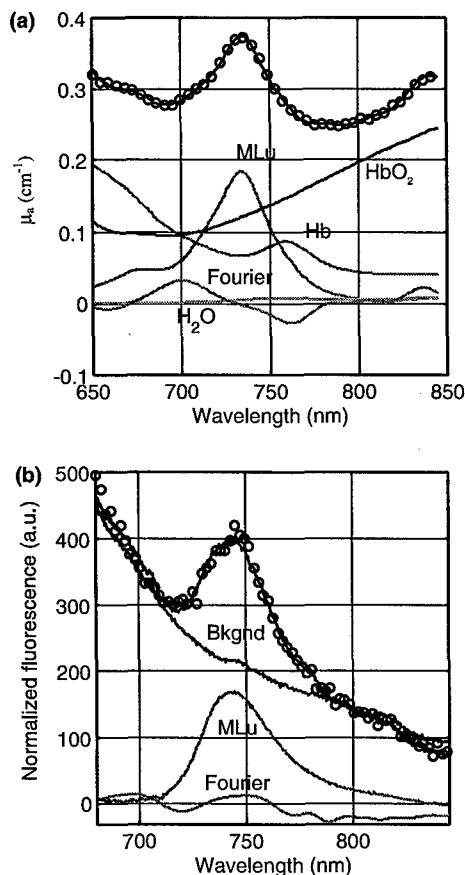 (a)
0.4
0.3
0.2
0.1
0
-0.1
μa (cm-1)
MLu
HbO2
Hb
Fourier
H2O
650 700 750 800 850
Wavelength (nm)
(b)
500
400
300
200
100
0
Normalized fluorescence (a.u.)
Bkgnd
MLu
Fourier
700 750 800
Wavelength (nm)